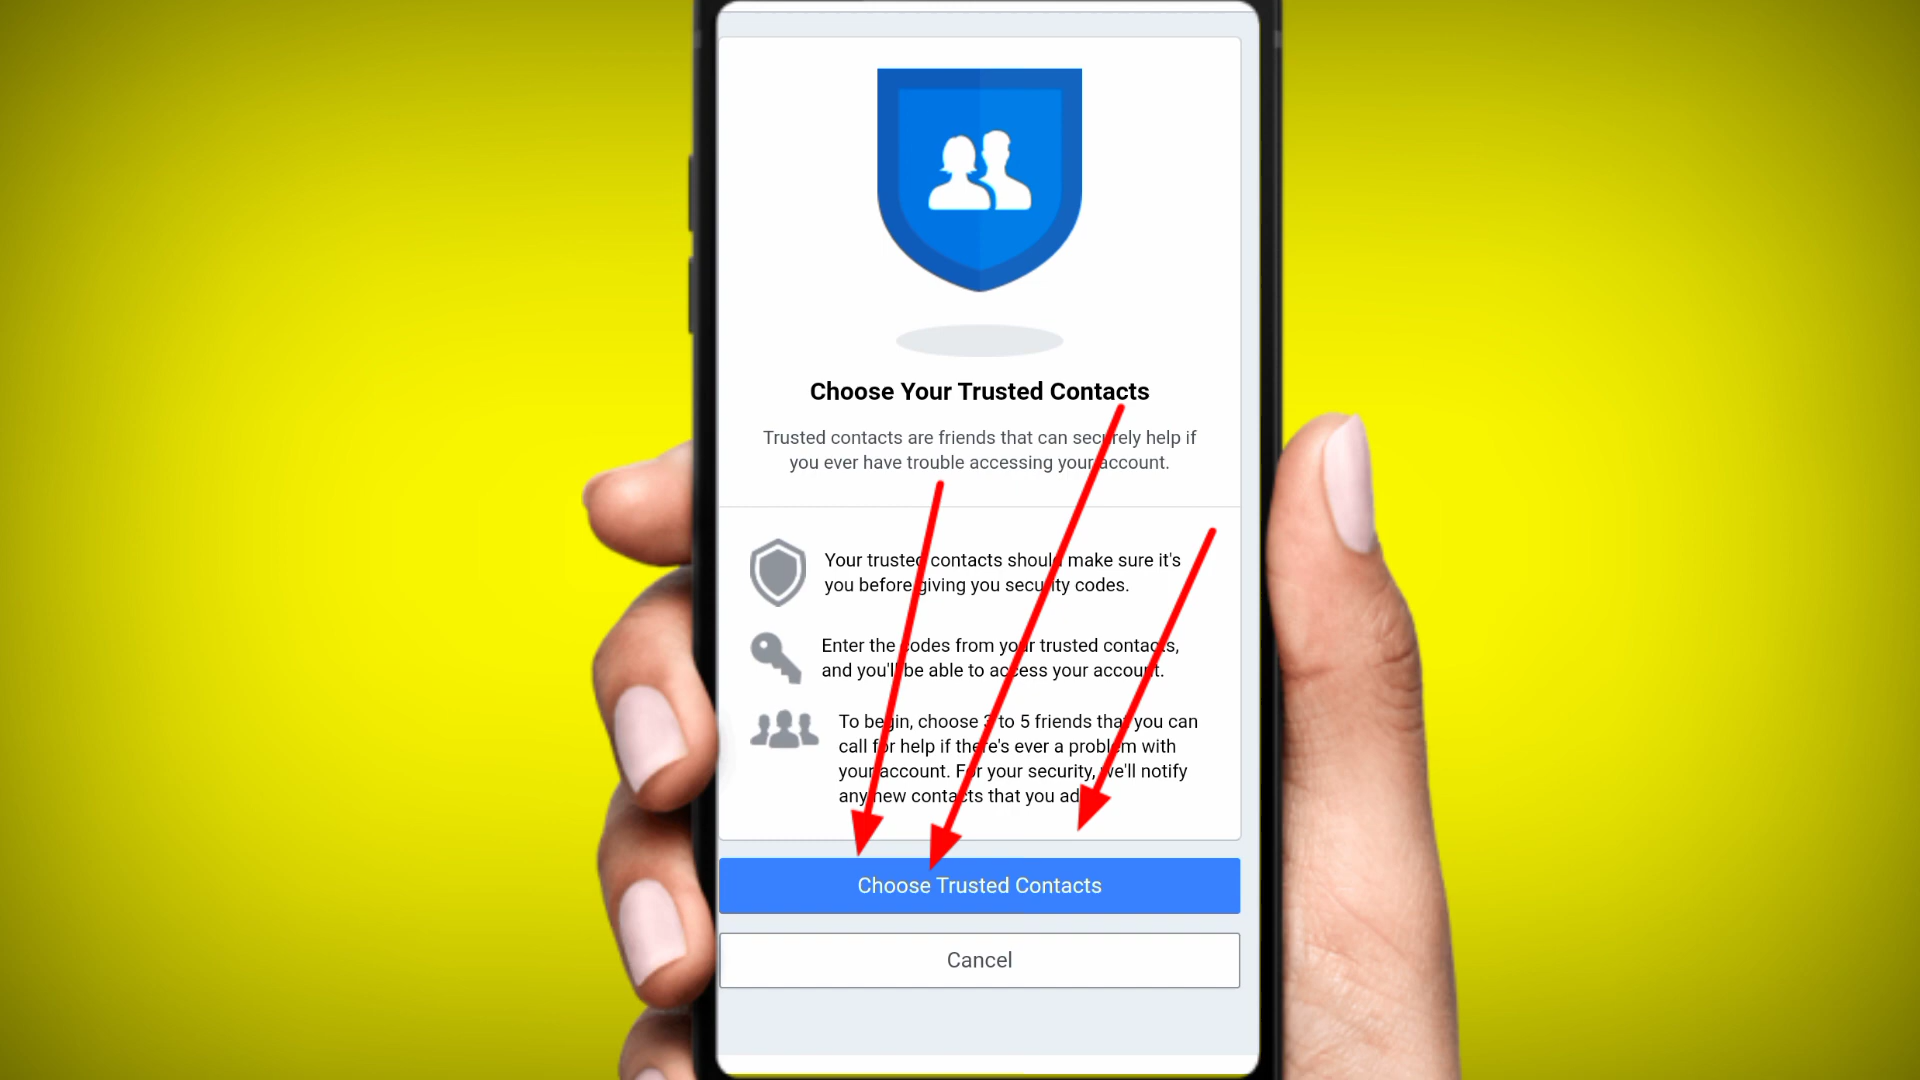 Choose Your Trusted Contacts
Trusted contacts are friends that can securely help if
you ever have trouble accessing your account.
Your trusted contacts should make sure it's
you before giving you security codes.
Enter the codes from your trusted contacts,
and you'll be able to access your account.
To begin, choose 3 to 5 friends that you can
call for help if there's ever a problem with
your account. For your security, we'll notify
any new contacts that you add.
Choose Trusted Contacts
Cancel